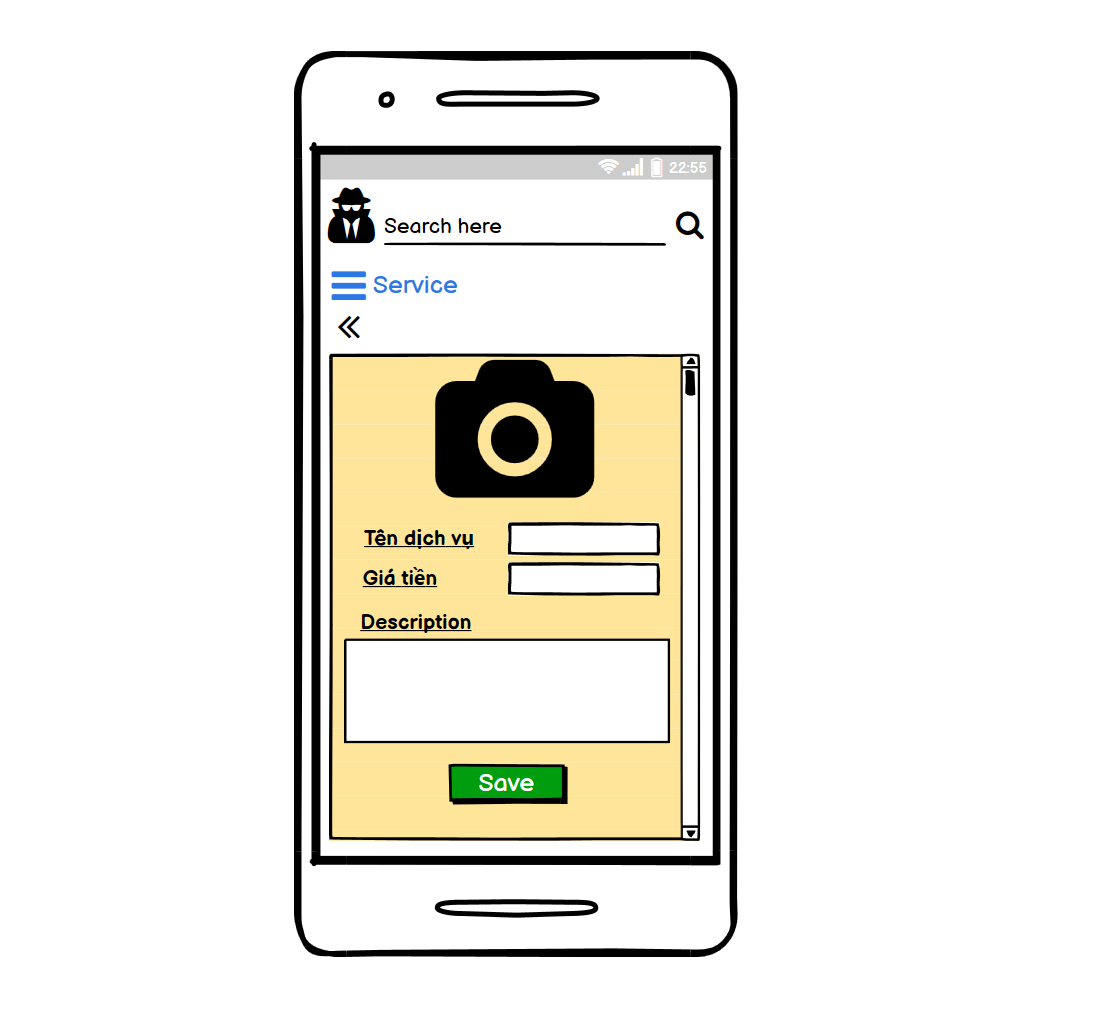 22:55
Search here
Service
Tên dịch vụ
Giá tiền
Description
Save